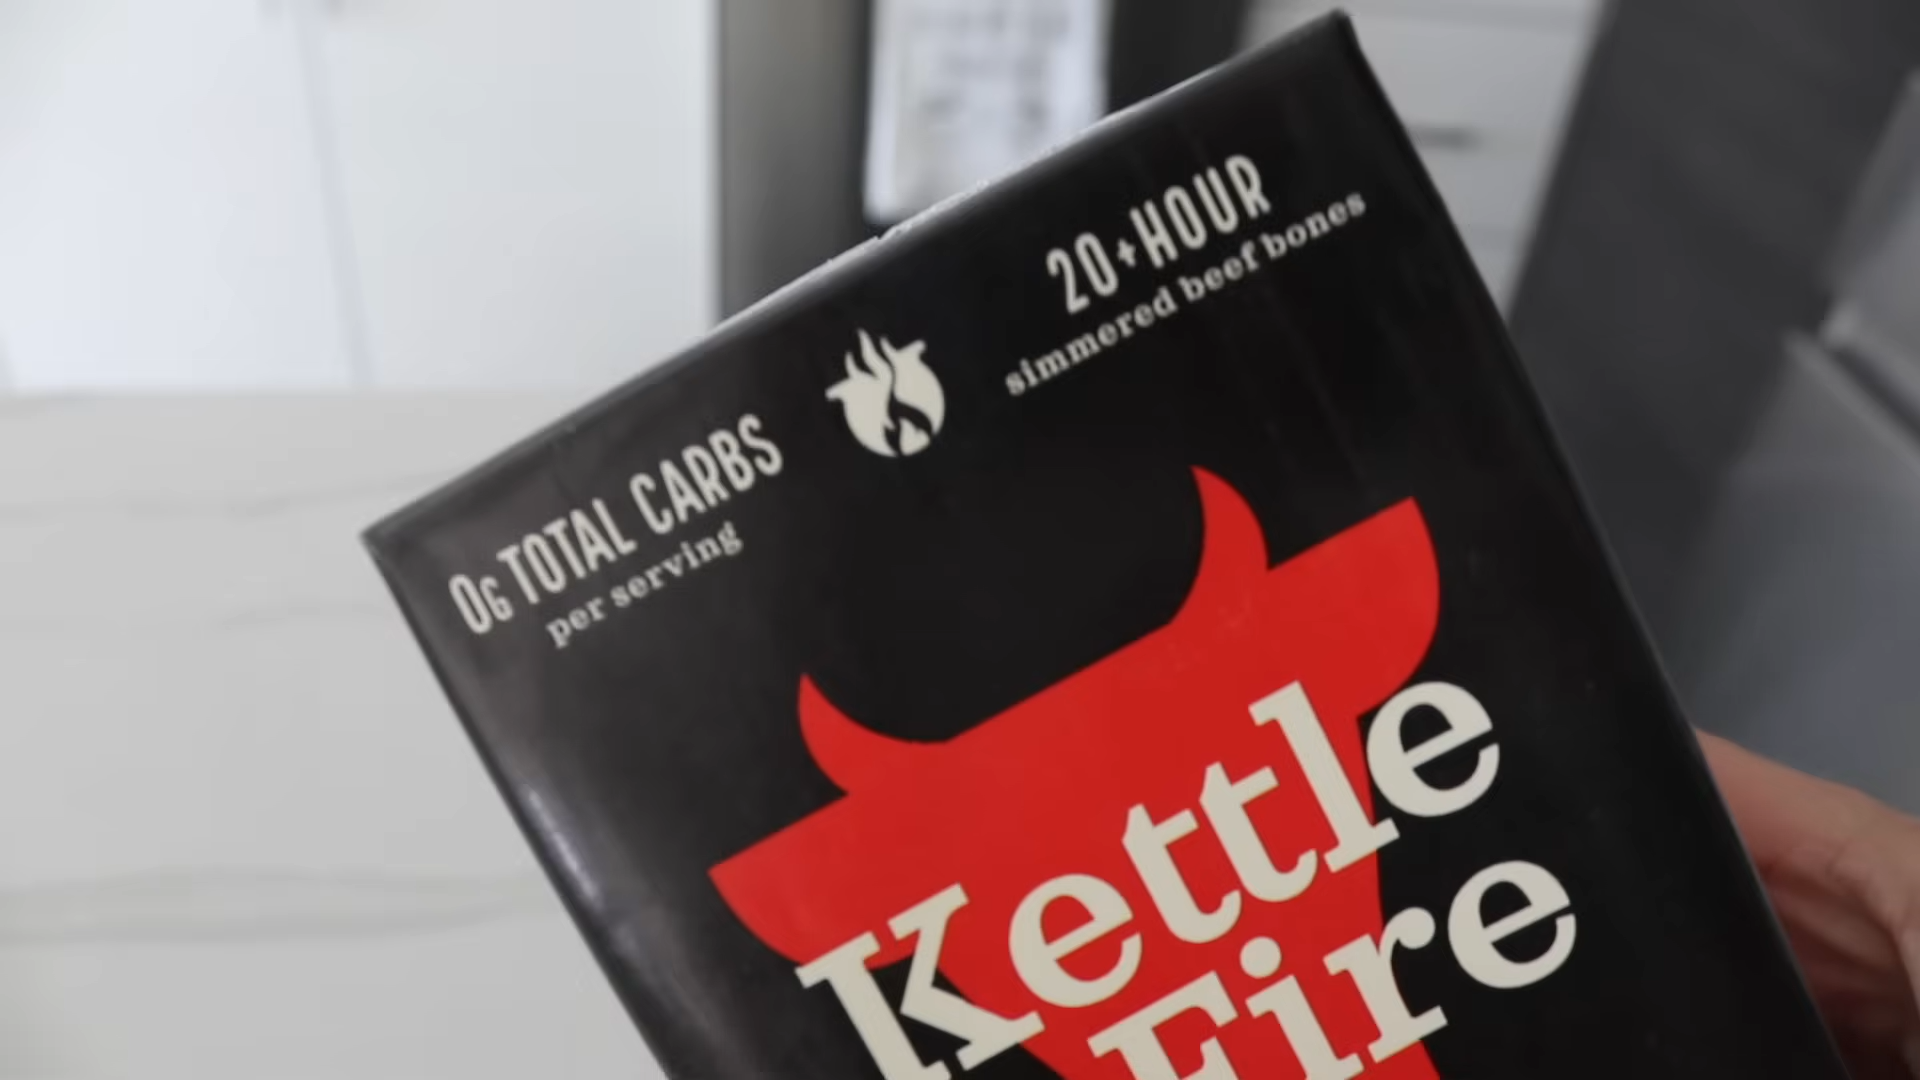 0G TOTAL CARBS
per serving
20+HOUR
simmered beef bones
Kettle
Fire